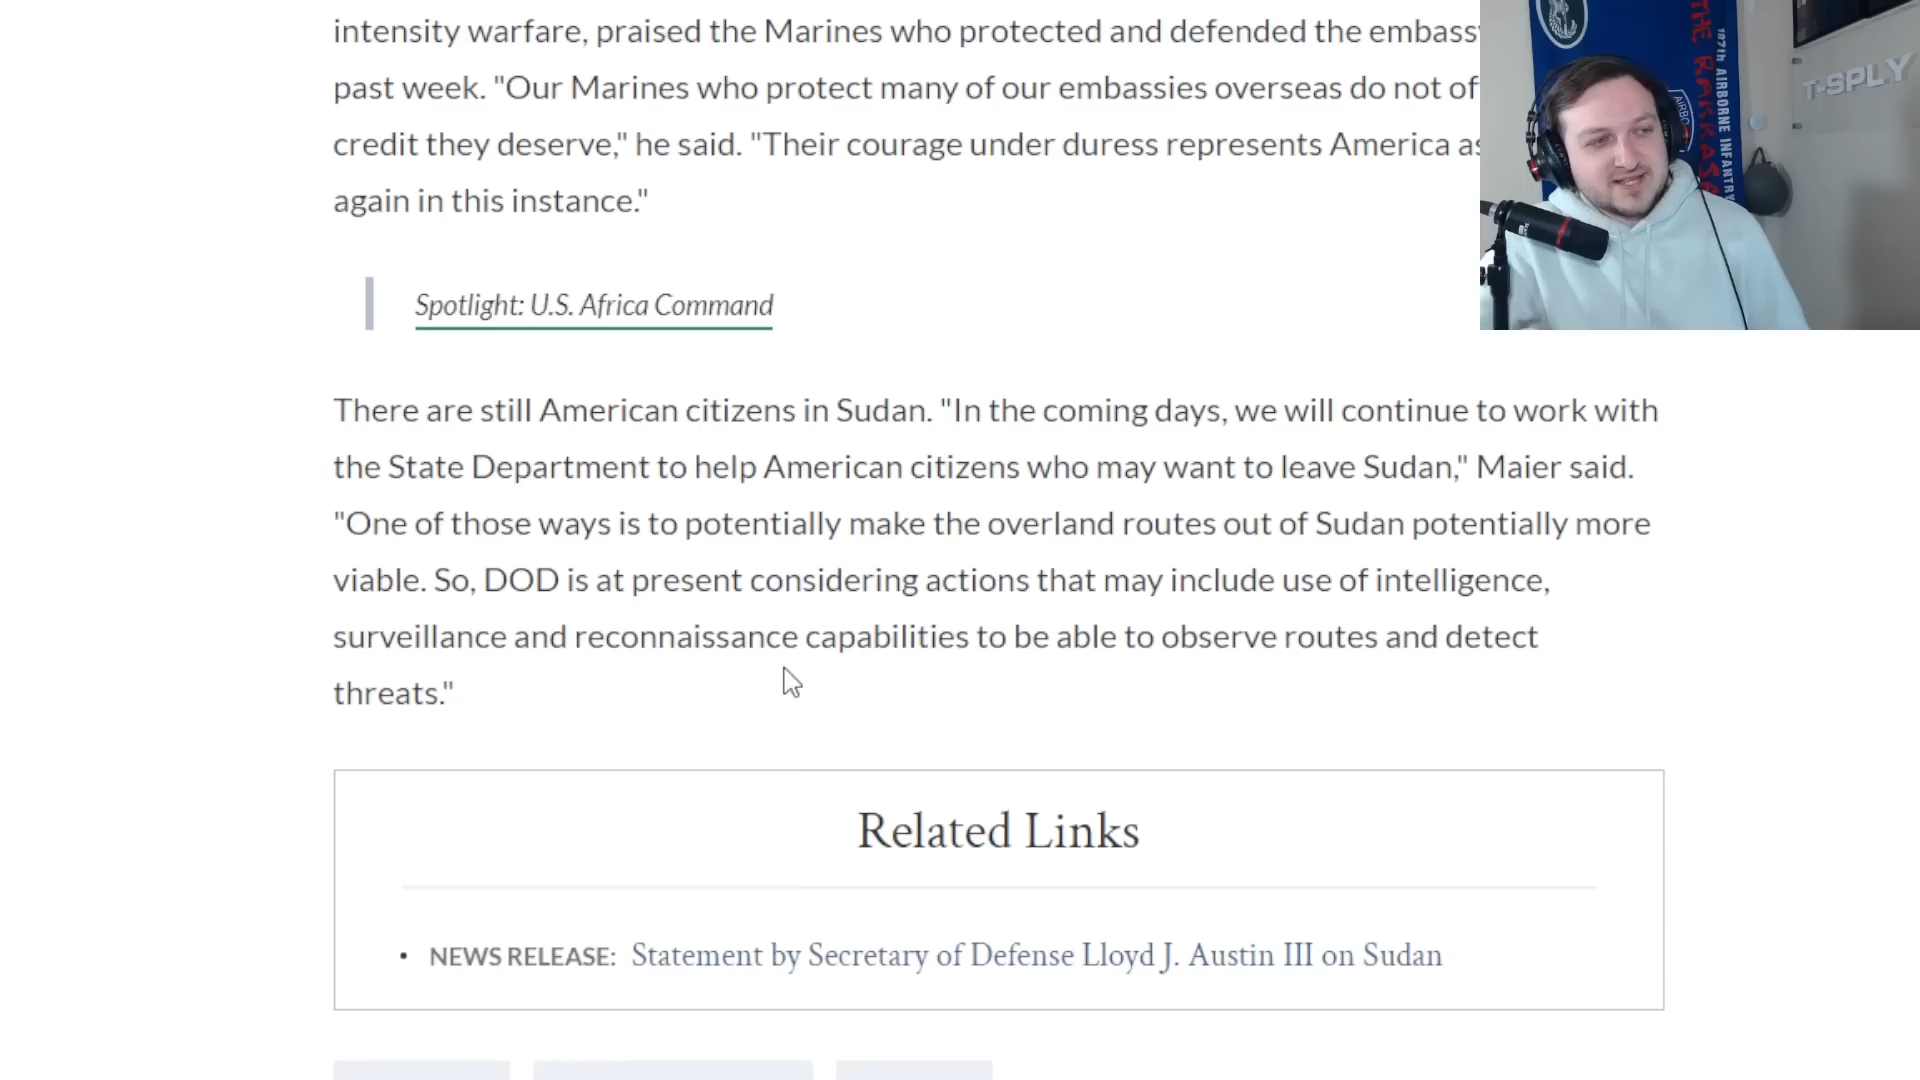 intensity warfare, praised the Marines who protected and defended the embassy
past week. "Our Marines who protect many of our embassies overseas do not of
credit they deserve," he said. "Their courage under duress represents America as
again in this instance."
Spotlight: U.S. Africa Command
There are still American citizens in Sudan. "In the coming days, we will continue to work with
the State Department to help American citizens who may want to leave Sudan," Maier said.
"One of those ways is to potentially make the overland routes out of Sudan potentially more
viable. So, DOD is at present considering actions that may include use of intelligence,
surveillance and reconnaissance capabilities to be able to observe routes and detect
threats."
Related Links
• NEWS RELEASE: Statement by Secretary of Defense Lloyd J. Austin III on Sudan
THE RAKKASA
187th AIRBORNE INFANTRY
AIRBO
T-SPLY